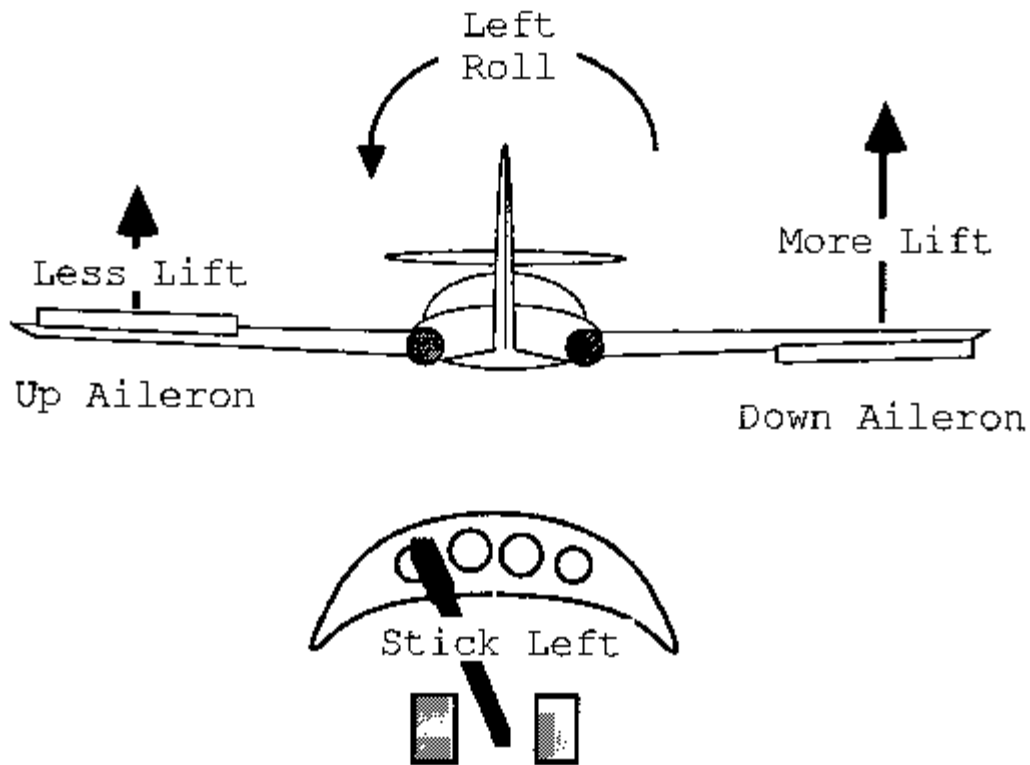 Left
Roll
More Lift
Less Lift
Up Aileron
Down Aileron
Stick Left